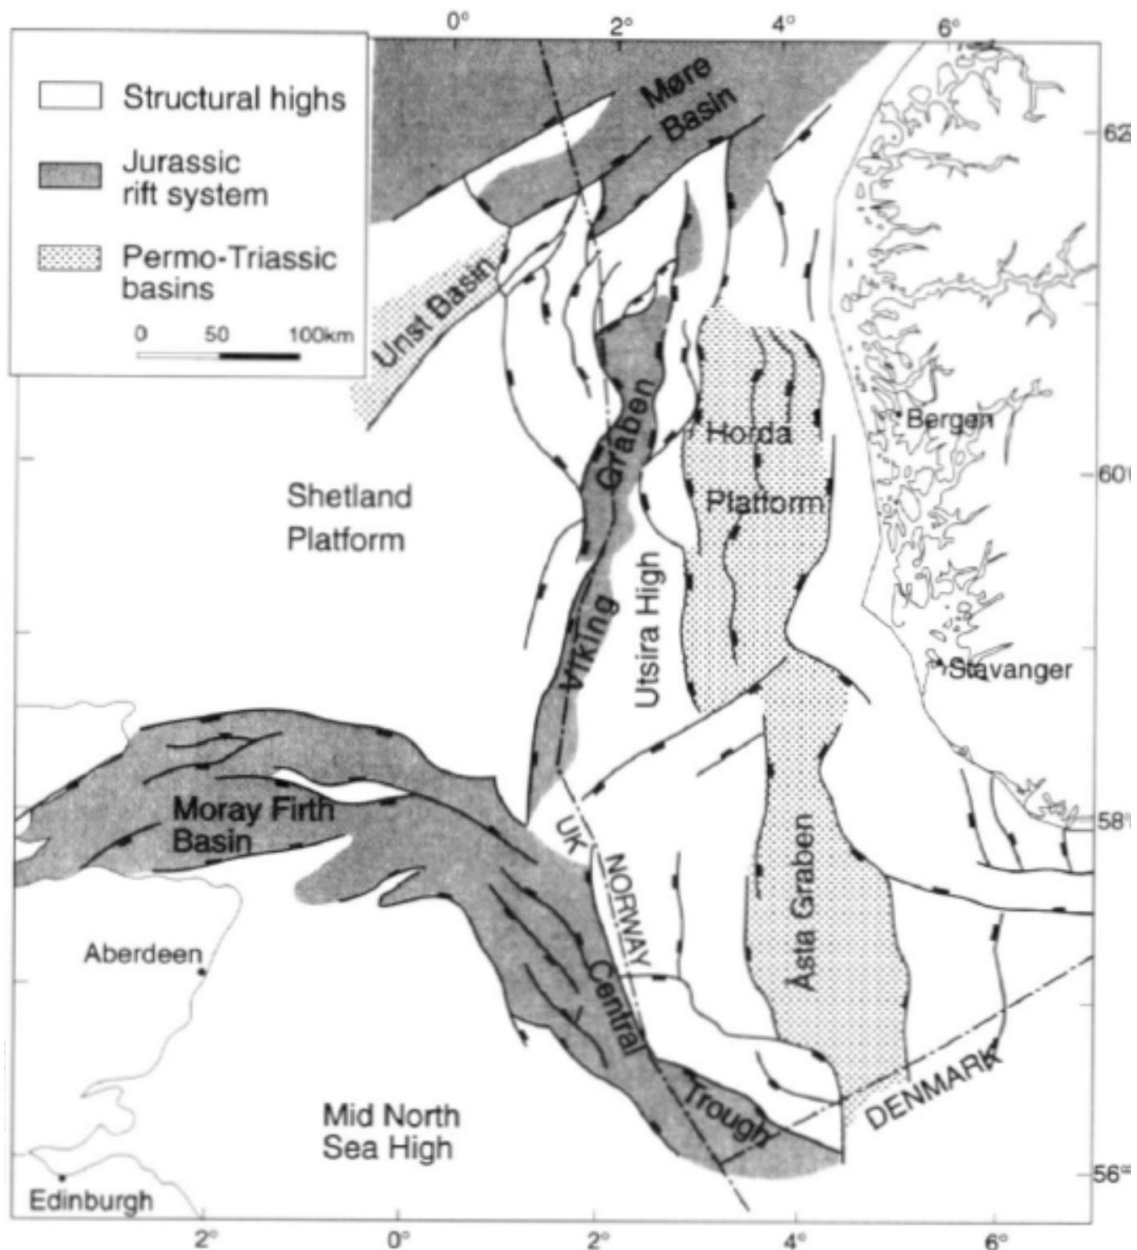 0°
2°
4°
6°
Structural highs
Jurassic
rift system
Permo-Triassic
basins
0 50 100km
Møre
Basin
62°
Unst Basin
Graben
Horda
Bergen
60°
Shetland
Platform
Platform
Utsira High
Viking
Stavanger
Moray Firth
Basin
58°
UK
NORWAY
Åsta Graben
Aberdeen
Central
Trough
DENMARK
Mid North
Sea High
56°
Edinburgh
2°
0°
2°
4°
6°